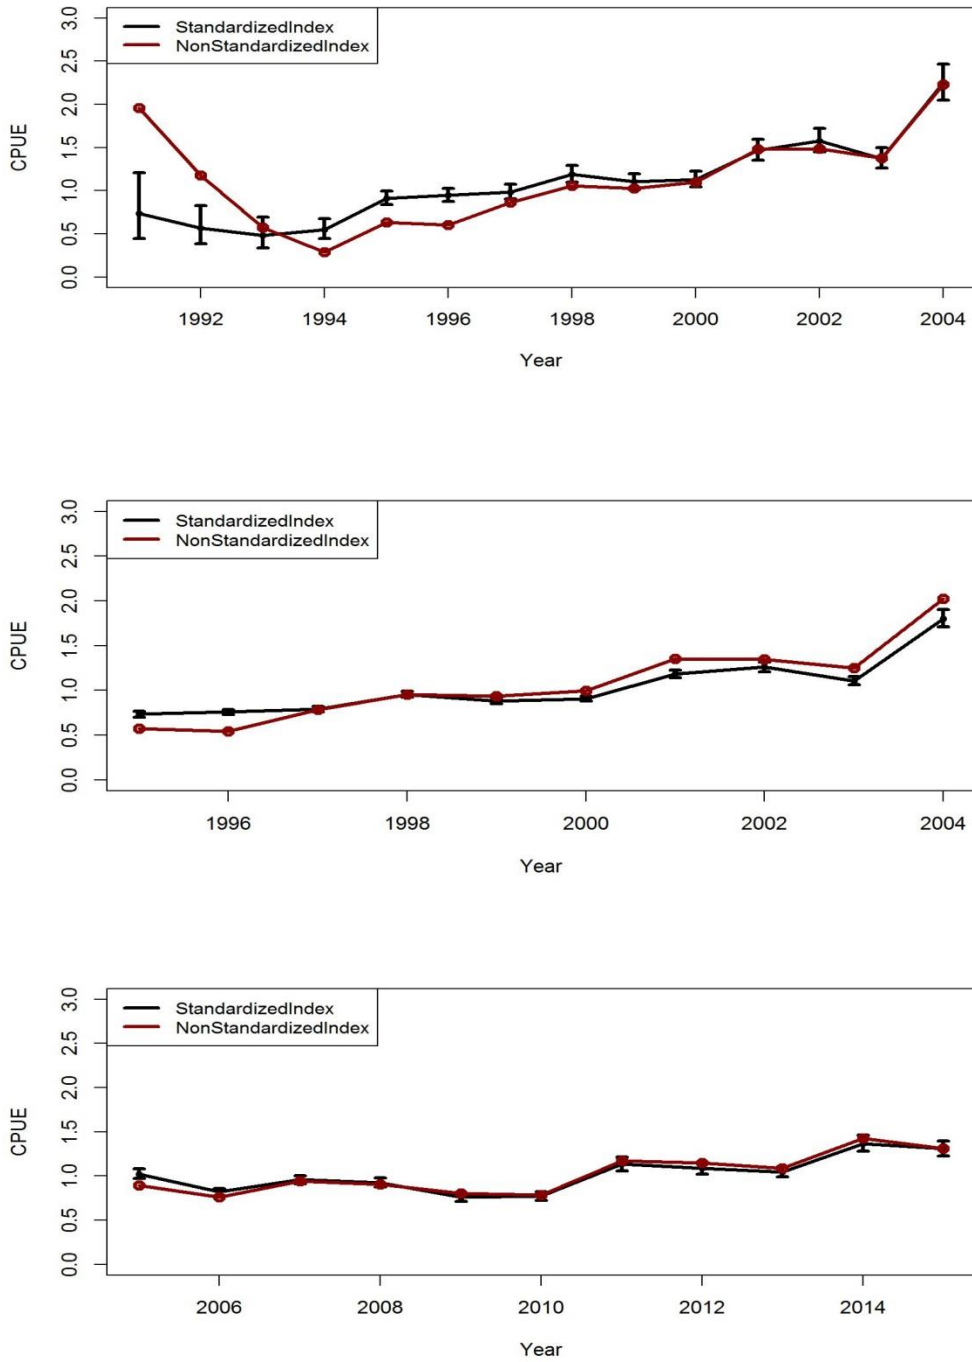 StandardizedIndex
NonStandardizedIndex
CPUE
3.0
2.5
2.0
1.5
1.0
0.5
0.0
1992 1994 1996 1998 2000 2002 2004
Year
StandardizedIndex
NonStandardizedIndex
CPUE
3.0
2.5
2.0
1.5
1.0
0.5
0.0
1996 1998 2000 2002 2004
Year
StandardizedIndex
NonStandardizedIndex
CPUE
3.0
2.5
2.0
1.5
1.0
0.5
0.0
2006 2008 2010 2012 2014
Year